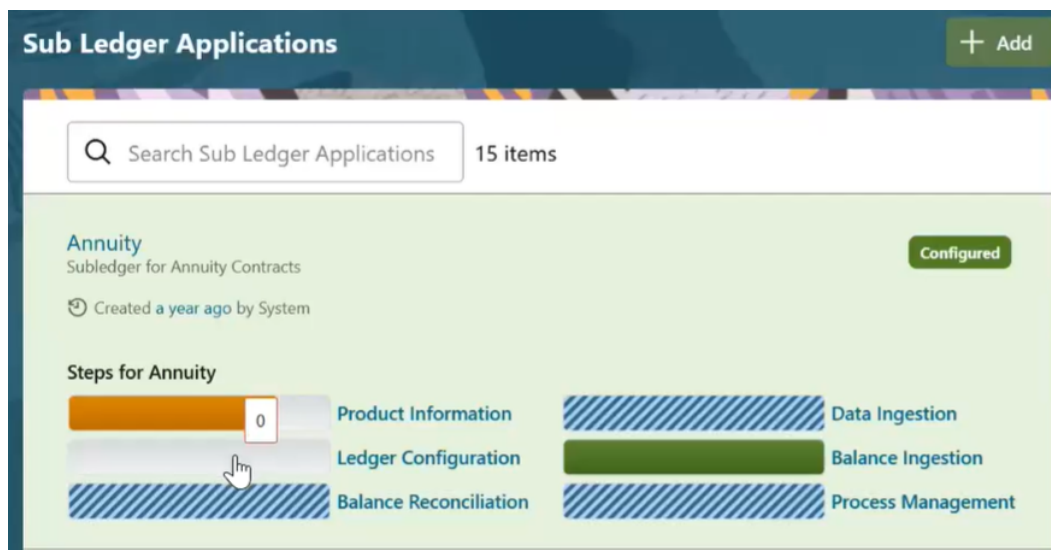 Sub Ledger Applications
+ Add
Search Sub Ledger Applications
15 items
Annuity
Subledger for Annuity Contracts
Configured
Created a year ago by System
Steps for Annuity
0
Product Information
Data Ingestion
Ledger Configuration
Balance Ingestion
Balance Reconciliation
Process Management